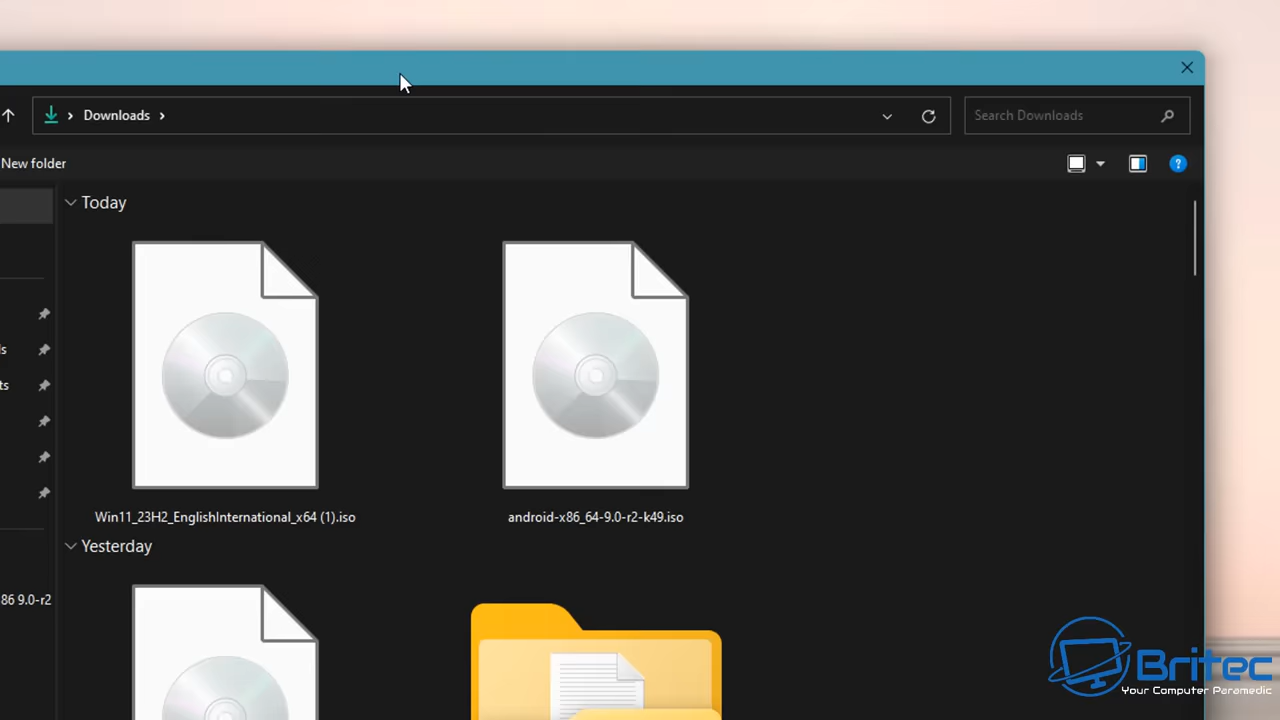 Downloads
Search Downloads
New folder
?
Today
s
ts
Win11_23H2_EnglishInternational_x64 (1).iso
android-x86_64-9.0-r2-k49.iso
Yesterday
86 9.0-r2
Britec
Your Computer Paramedic